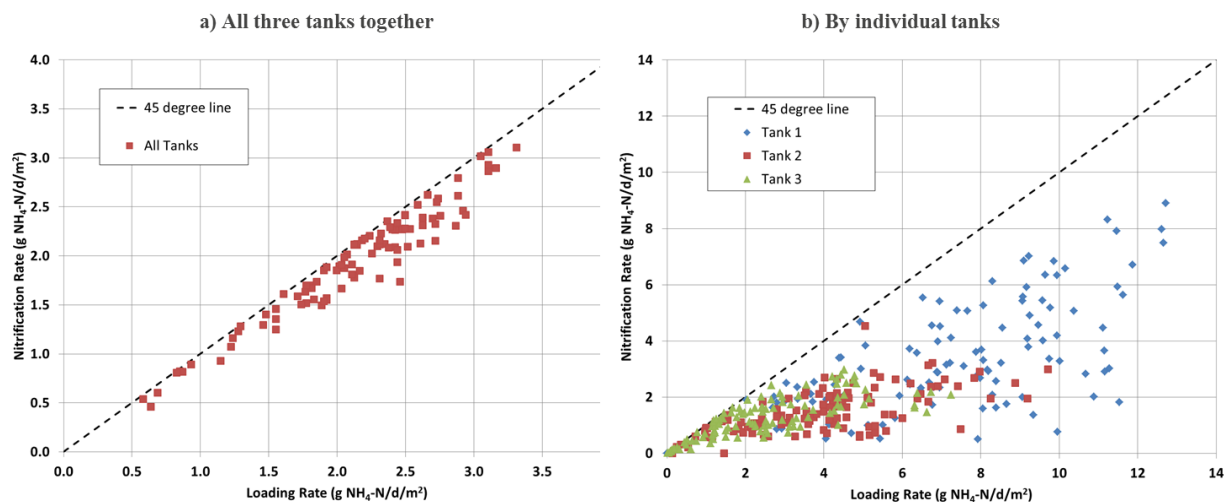 a) All three tanks together
4.0
3.5
3.0
2.5
2.0
1.5
1.0
0.5
0.0
Nitrification Rate (g NH4-N/d/m²)
45 degree line
All Tanks
0.0 0.5 1.0 1.5 2.0 2.5 3.0 3.5
Loading Rate (g NH4-N/d/m²)
b) By individual tanks
14
12
10
8
6
4
2
0
Nitrification Rate (g NH4-N/d/m²)
45 degree line
Tank 1
Tank 2
Tank 3
0 2 4 6 8 10 12 14
Loading Rate (g NH4-N/d/m²)